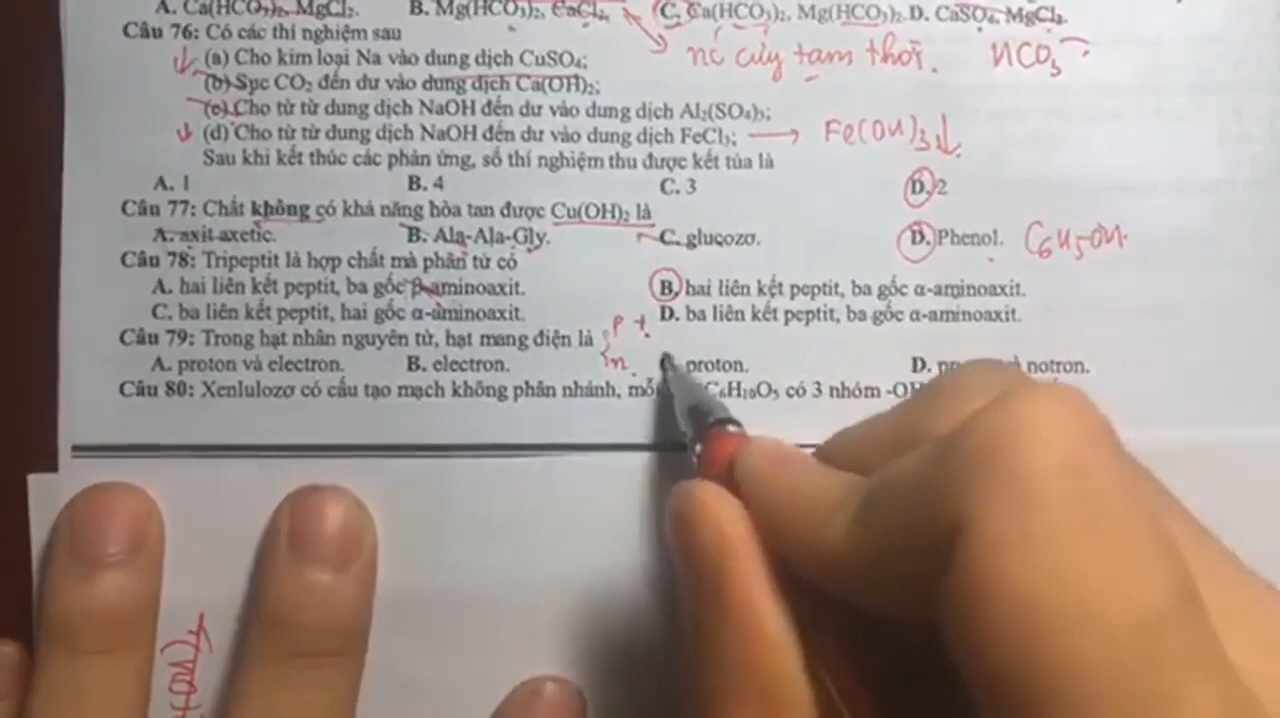 A. Ca(HCO₃)₂, MgCl₂. B. Mg(HCO₃)₂, CaCl₂. C. Ca(HCO₃)₂, Mg(HCO₃)₂. D. CaSO₄, MgCl₂.
Câu 76: Có các thí nghiệm sau
nc cứng tạm thời. HCO₃⁻
↓ (a) Cho kim loại Na vào dung dịch CuSO₄;
(b) Sục CO₂ đến dư vào dung dịch Ca(OH)₂;
(c) Cho từ từ dung dịch NaOH đến dư vào dung dịch Al₂(SO₄)₃;
↓ (d) Cho từ từ dung dịch NaOH đến dư vào dung dịch FeCl₃; → Fe(OH)₃↓
Sau khi kết thúc các phản ứng, số thí nghiệm thu được kết tủa là
A. 1 B. 4 C. 3 D. 2
Câu 77: Chất không có khả năng hòa tan được Cu(OH)₂ là
A. axit axetic. B. Ala-Ala-Gly. C. glucozơ. D. Phenol. C₆H₅OH.
Câu 78: Tripeptit là hợp chất mà phân tử có
A. hai liên kết peptit, ba gốc β-aminoaxit. B. hai liên kết peptit, ba gốc α-aminoaxit.
C. ba liên kết peptit, hai gốc α-aminoaxit. D. ba liên kết peptit, ba gốc α-aminoaxit.
Câu 79: Trong hạt nhân nguyên tử, hạt mang điện là { p +.
n.
A. proton và electron. B. electron. proton. D. notron.
Câu 80: Xenlulozơ có cấu tạo mạch không phân nhánh, C₆H₁₀O₅ có 3 nhóm